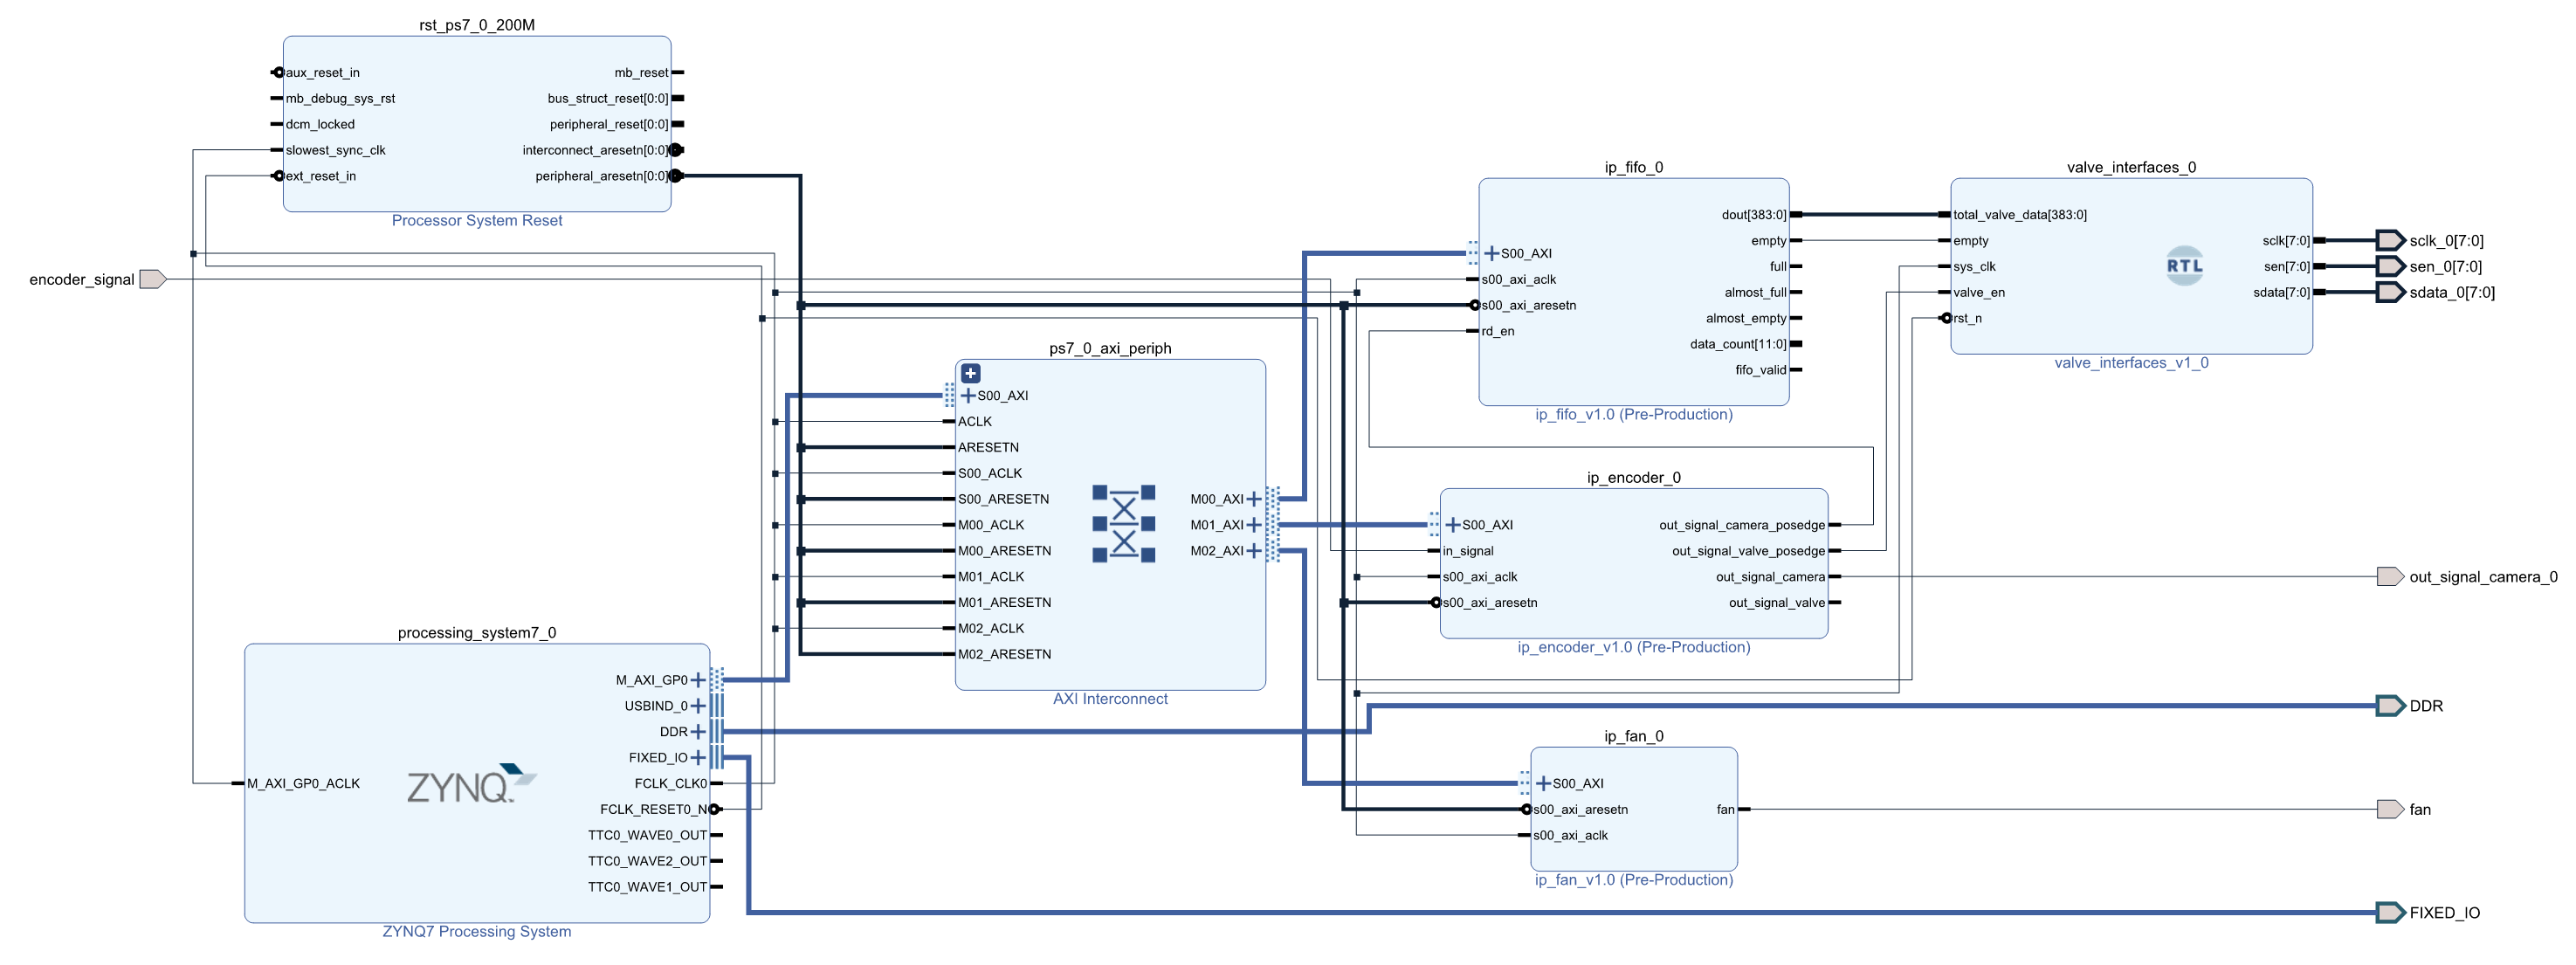 rst_ps7_0_200M
aux_reset_in
mb_debug_sys_rst
dcm_locked
slowest_sync_clk
ext_reset_in
mb_reset
bus_struct_reset[0:0]
peripheral_reset[0:0]
interconnect_aresetn[0:0]
peripheral_aresetn[0:0]
Processor System Reset
encoder_signal
processing_system7_0
M_AXI_GP0_ACLK
ZYNQ
M_AXI_GP0
USBIND_0
DDR
FIXED_IO
FCLK_CLK0
FCLK_RESET0_N
TTC0_WAVE0_OUT
TTC0_WAVE2_OUT
TTC0_WAVE1_OUT
ZYNQ7 Processing System
ps7_0_axi_periph
S00_AXI
ACLK
ARESETN
S00_ACLK
S00_ARESETN
M00_ACLK
M00_ARESETN
M01_ACLK
M01_ARESETN
M02_ACLK
M02_ARESETN
M00_AXI
M01_AXI
M02_AXI
AXI Interconnect
ip_fifo_0
S00_AXI
s00_axi_aclk
s00_axi_aresetn
rd_en
dout[383:0]
empty
full
almost_full
almost_empty
data_count[11:0]
fifo_valid
ip_fifo_v1.0 (Pre-Production)
ip_encoder_0
S00_AXI
in_signal
s00_axi_aclk
s00_axi_aresetn
out_signal_camera_posedge
out_signal_valve_posedge
out_signal_camera
out_signal_valve
ip_encoder_v1.0 (Pre-Production)
ip_fan_0
S00_AXI
s00_axi_aresetn
s00_axi_aclk
fan
ip_fan_v1.0 (Pre-Production)
valve_interfaces_0
total_valve_data[383:0]
empty
sys_clk
valve_en
rst_n
RTL
sclk[7:0]
sen[7:0]
sdata[7:0]
valve_interfaces_v1_0
sclk_0[7:0]
sen_0[7:0]
sdata_0[7:0]
out_signal_camera_0
DDR
fan
FIXED_IO